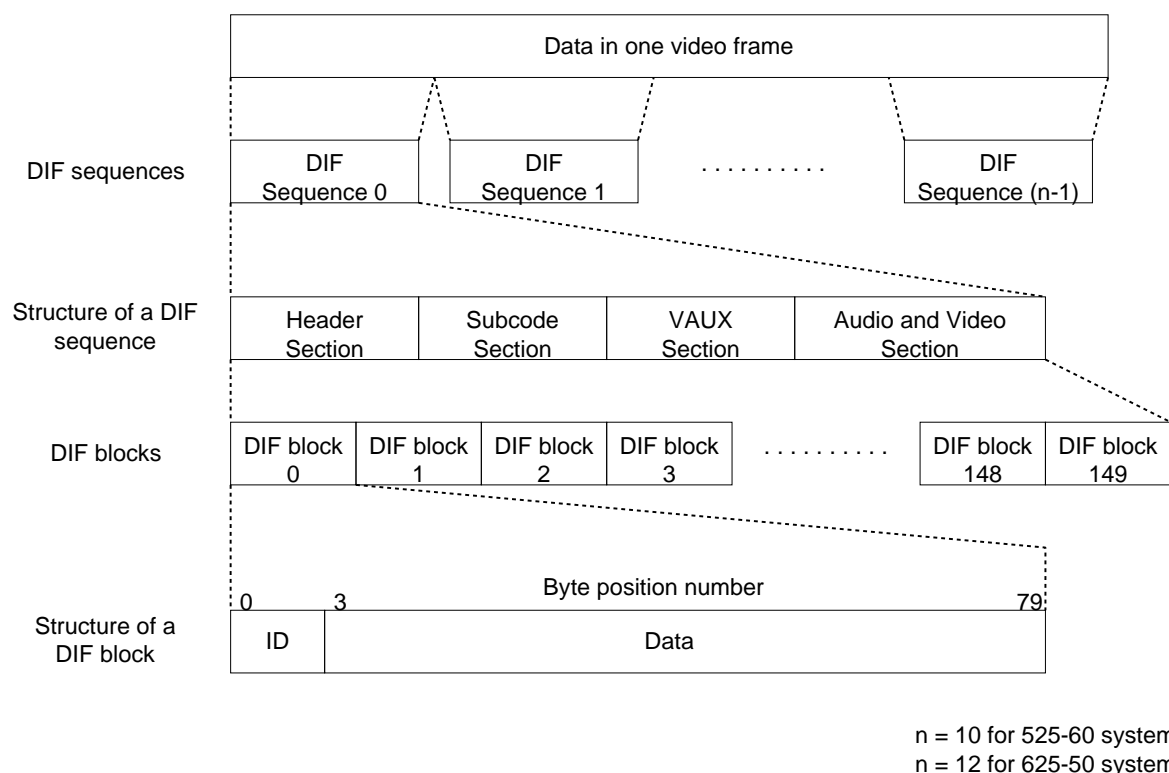 Data in one video frame
DIF sequences
DIF
Sequence 0
DIF
Sequence 1
. . . . . . . . . .
DIF
Sequence (n-1)
Structure of a DIF
sequence
Header
Section
Subcode
Section
VAUX
Section
Audio and Video
Section
DIF blocks
DIF block
0
DIF block
1
DIF block
2
DIF block
3
. . . . . . . . . .
DIF block
148
DIF block
149
Byte position number
0
3
79
Structure of a
DIF block
ID
Data
n = 10 for 525-60 system
n = 12 for 625-50 system